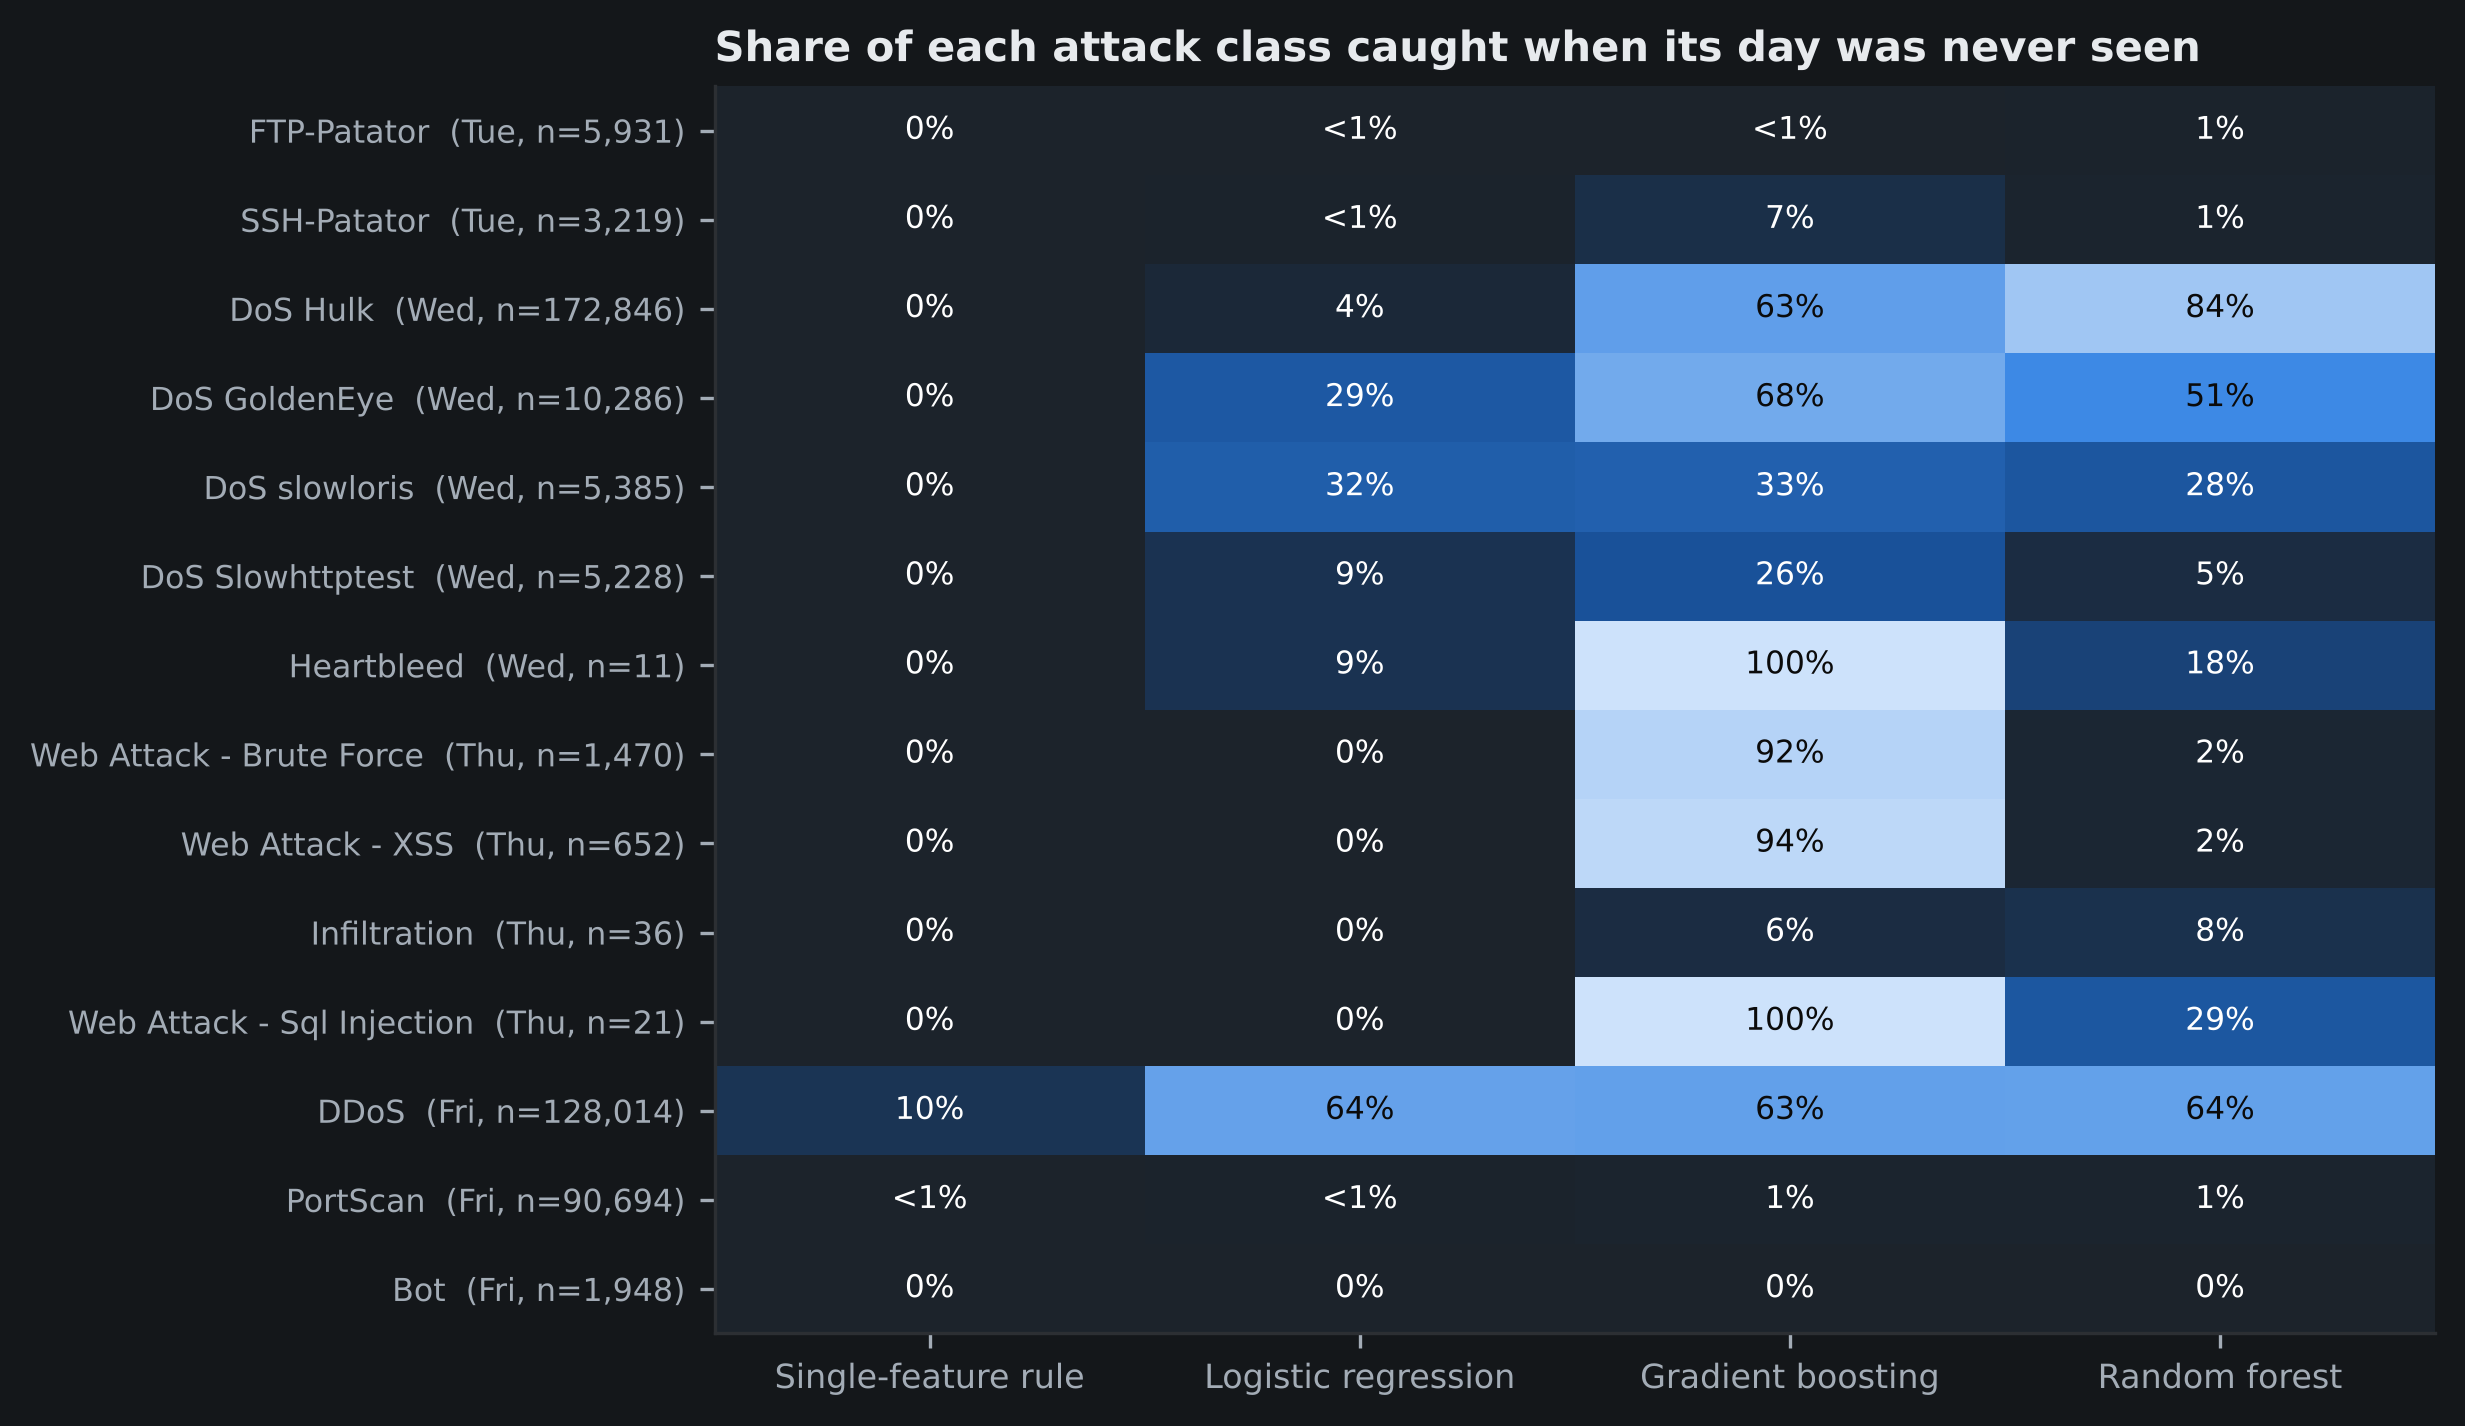 Share of each attack class caught when its day was never seen
FTP-Patator (Tue, n=5,931) 0% <1% <1% 1%
SSH-Patator (Tue, n=3,219) 0% <1% 7% 1%
DoS Hulk (Wed, n=172,846) 0% 4% 63% 84%
DoS GoldenEye (Wed, n=10,286) 0% 29% 68% 51%
DoS slowloris (Wed, n=5,385) 0% 32% 33% 28%
DoS Slowhttptest (Wed, n=5,228) 0% 9% 26% 5%
Heartbleed (Wed, n=11) 0% 9% 100% 18%
Web Attack - Brute Force (Thu, n=1,470) 0% 0% 92% 2%
Web Attack - XSS (Thu, n=652) 0% 0% 94% 2%
Infiltration (Thu, n=36) 0% 0% 6% 8%
Web Attack - Sql Injection (Thu, n=21) 0% 0% 100% 29%
DDoS (Fri, n=128,014) 10% 64% 63% 64%
PortScan (Fri, n=90,694) <1% <1% 1% 1%
Bot (Fri, n=1,948) 0% 0% 0% 0%
Single-feature rule Logistic regression Gradient boosting Random forest